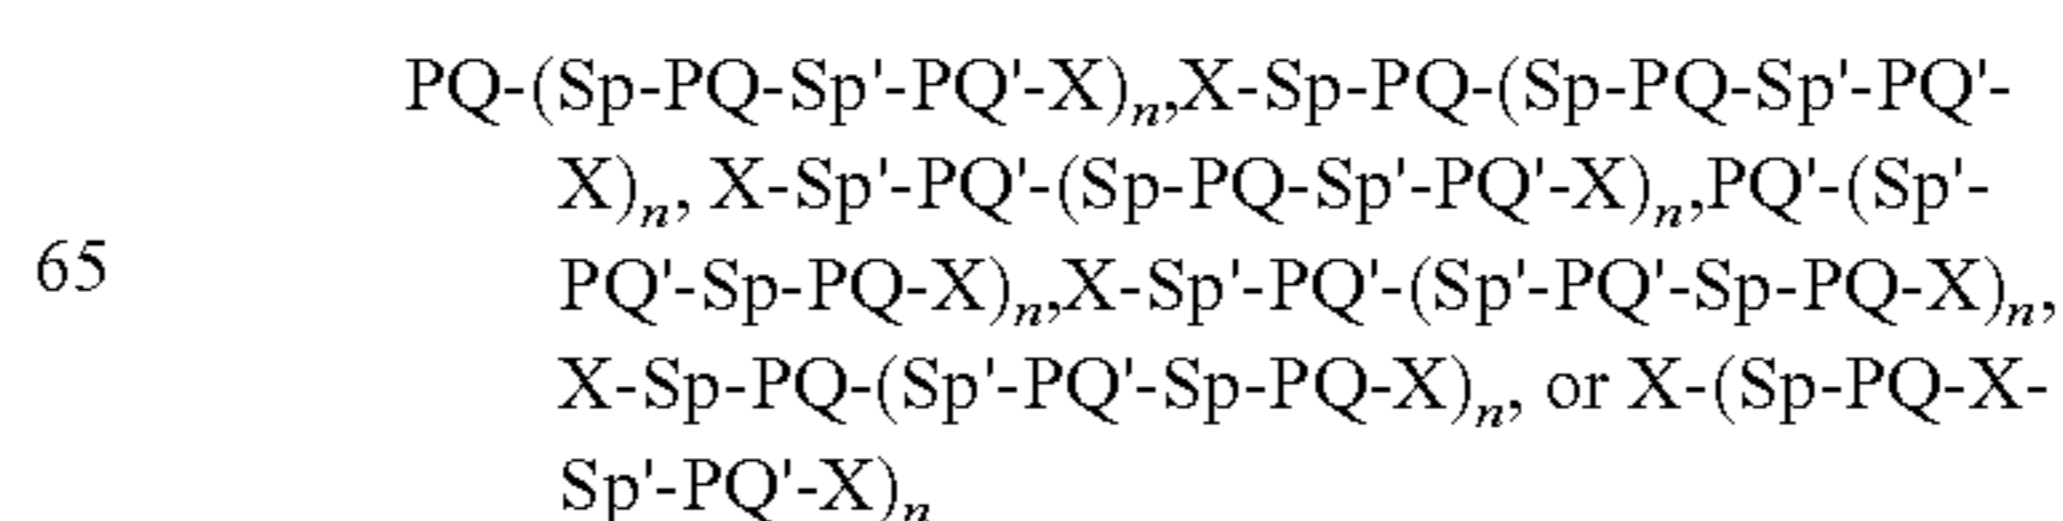 PQ-(Sp-PQ-Sp'-PQ'-X)n,X-Sp-PQ-(Sp-PQ-Sp'-PQ'-
X)n, X-Sp'-PQ'-(Sp-PQ-Sp'-PQ'-X)n,PQ'-(Sp'-
65 PQ'-Sp-PQ-X)n,X-Sp'-PQ'-(Sp'-PQ'-Sp-PQ-X)n,
X-Sp-PQ-(Sp'-PQ'-Sp-PQ-X)n, or X-(Sp-PQ-X-
Sp'-PQ'-X)n